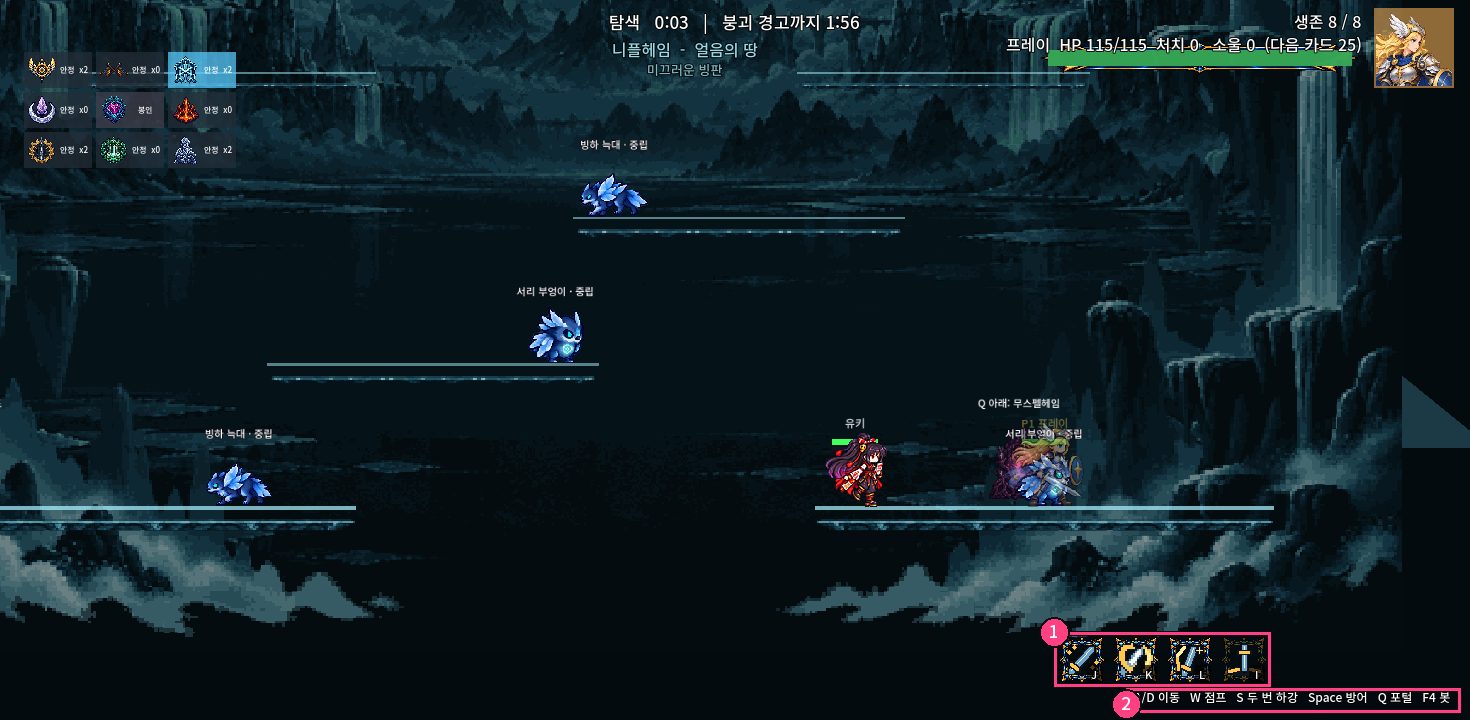 탐색 0:03 | 붕괴 경고까지 1:56
생존 8 / 8
니플헤임 - 얼음의 땅
프레이 HP 115/115 처치 0 소울 0 (다음 카드 25)
미끄러운 빙판
안정 x2 안정 x0 안정 x2
안정 x0 봉인 안정 x0
안정 x2 안정 x0 안정 x2
빙하 늑대 · 중립
서리 부엉이 · 중립
Q 아래: 무스펠헤임
유키
P1 프레이
빙하 늑대 · 중립
서리 부엉이 · 중립
1
J K L I
2
/D 이동 W 점프 S 두 번 하강 Space 방어 Q 포털 F4 봇